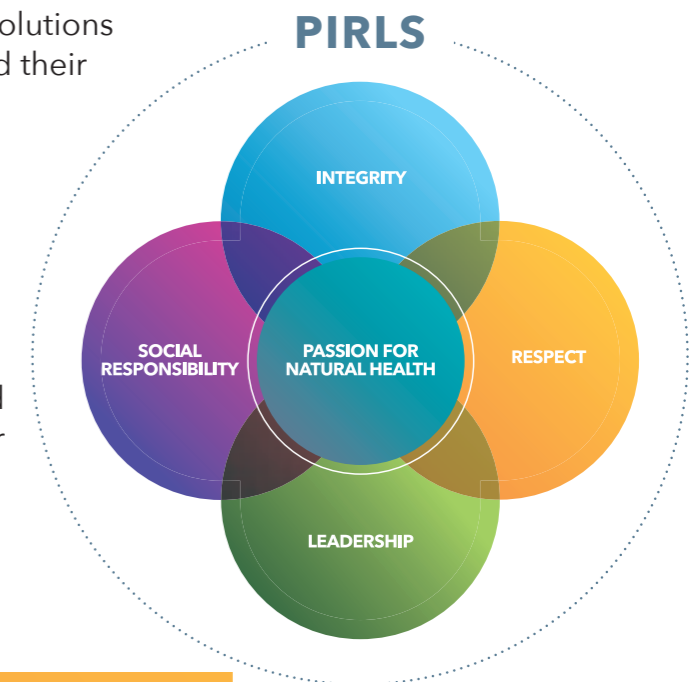 olutions
d their
PIRLS
INTEGRITY
SOCIAL
RESPONSIBILITY
PASSION FOR
NATURAL HEALTH
RESPECT
d
r
LEADERSHIP